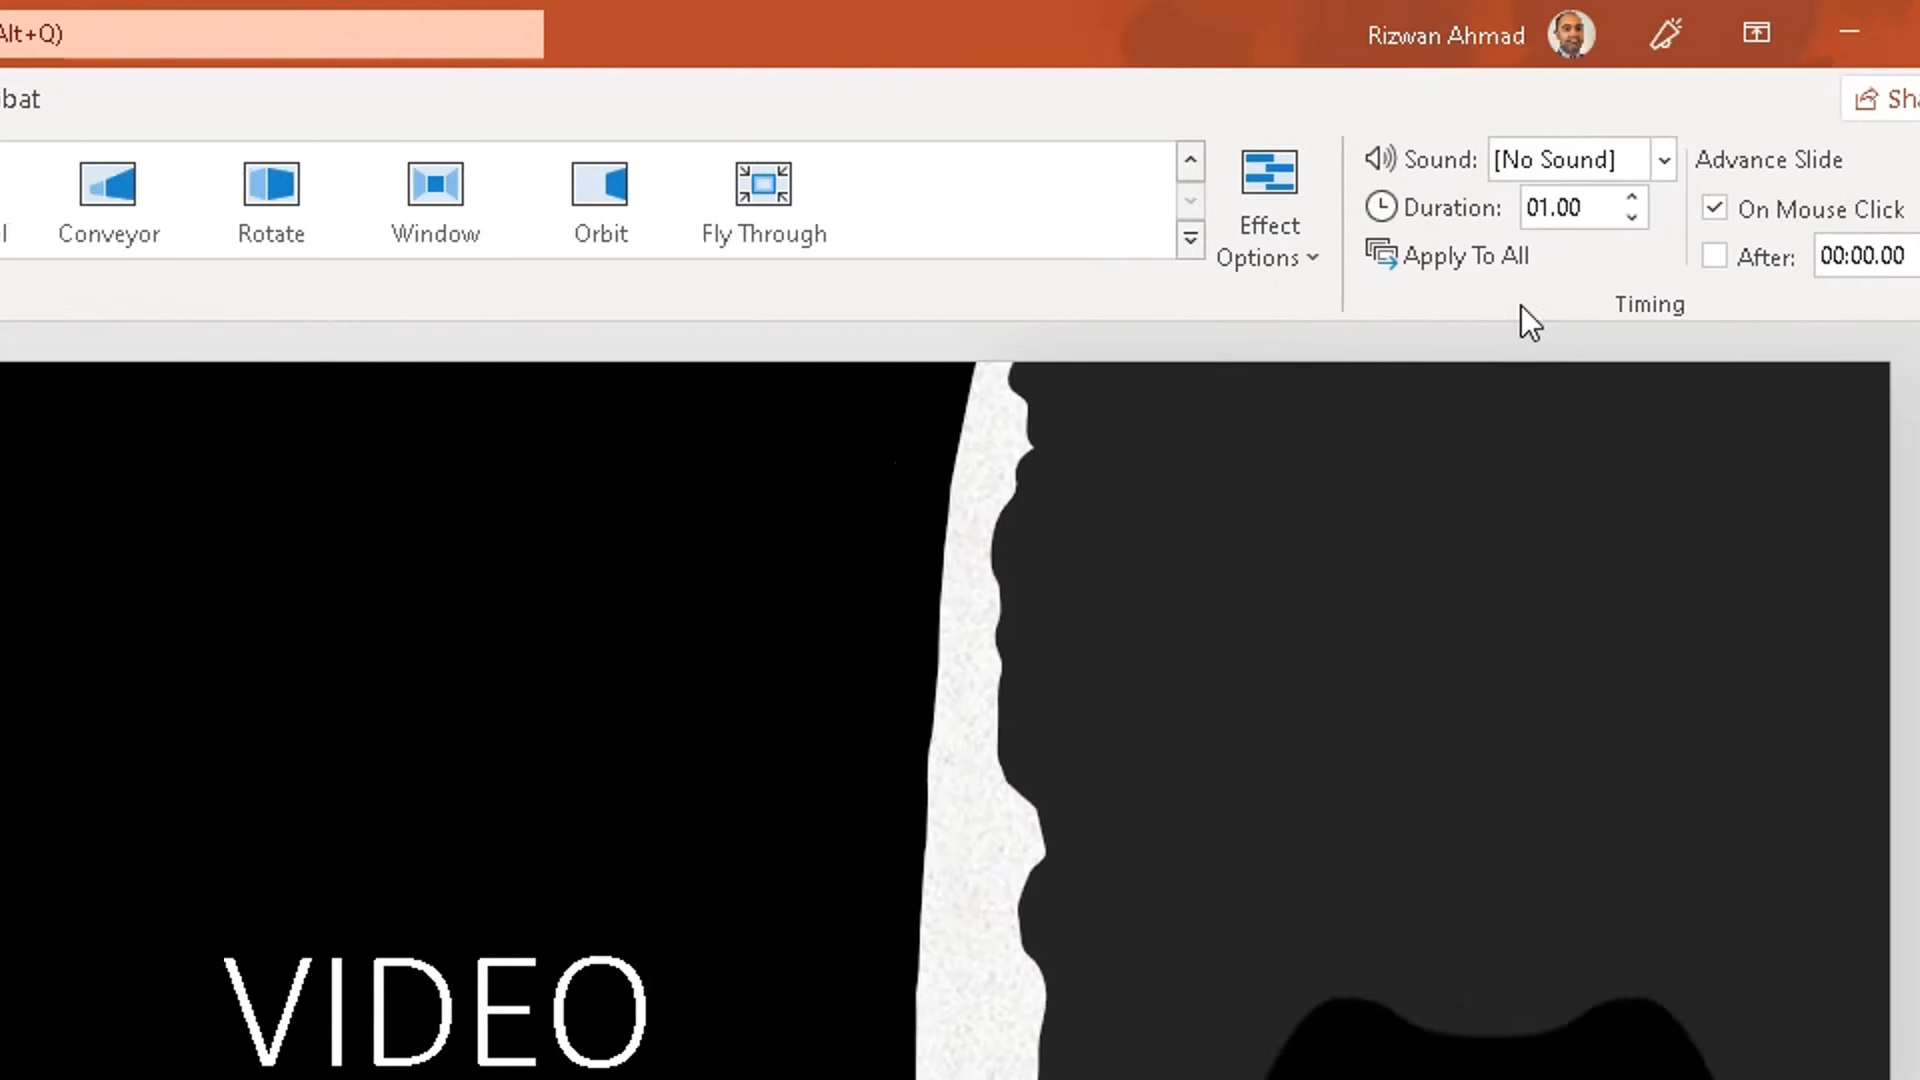 Alt+Q)
Rizwan Ahmad
bat
Sha
Conveyor
Rotate
Window
Orbit
Fly Through
Effect
Options
Sound: [No Sound]
Duration: 01.00
Apply To All
Advance Slide
On Mouse Click
After: 00:00.00
Timing
VIDEO